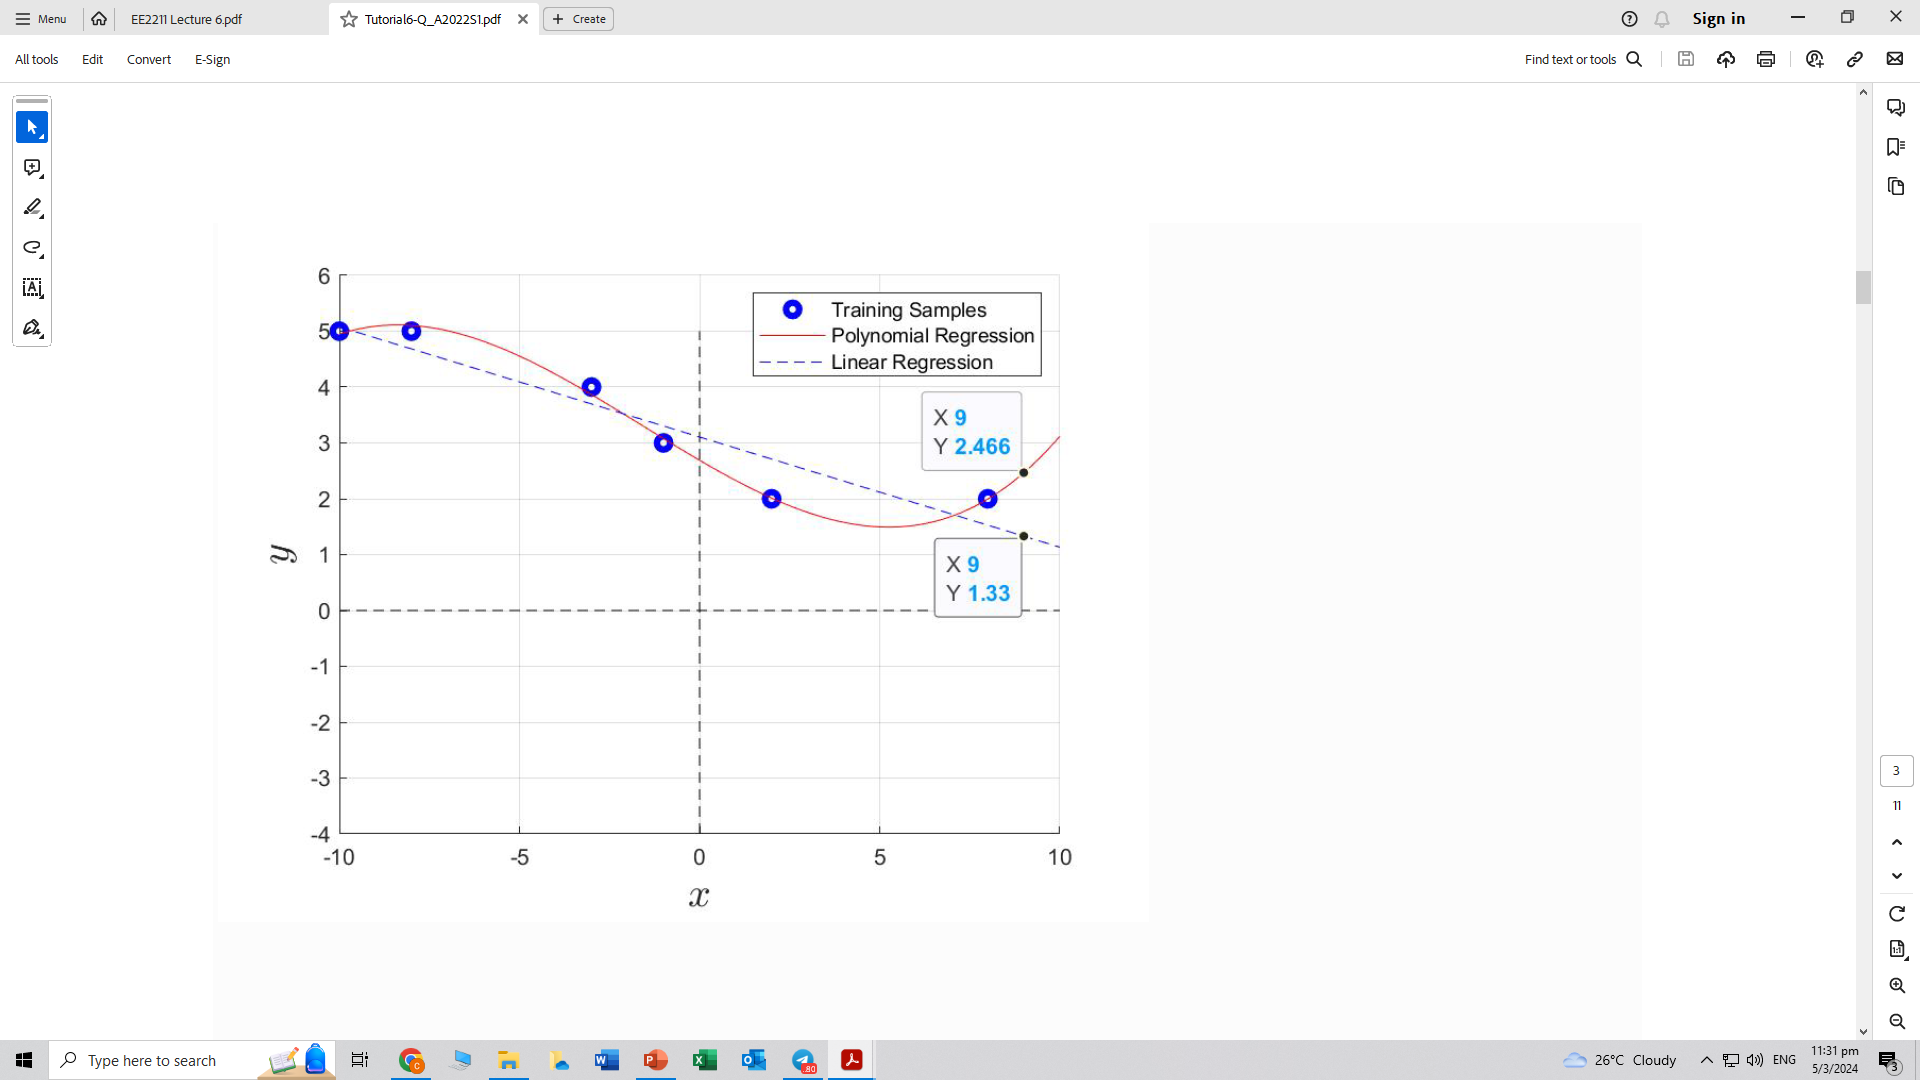 Menu
EE2211 Lecture 6.pdf
Tutorial6-Q_A2022S1.pdf
Create
Sign in
All tools
Edit
Convert
E-Sign
Find text or tools
6
5
4
3
2
1
0
-1
-2
-3
-4
y
-10
-5
0
5
10
x
Training Samples
Polynomial Regression
Linear Regression
X 9
Y 2.466
X 9
Y 1.33
3
11
Type here to search
80
26°C Cloudy
ENG
11:31 pm
5/3/2024
3